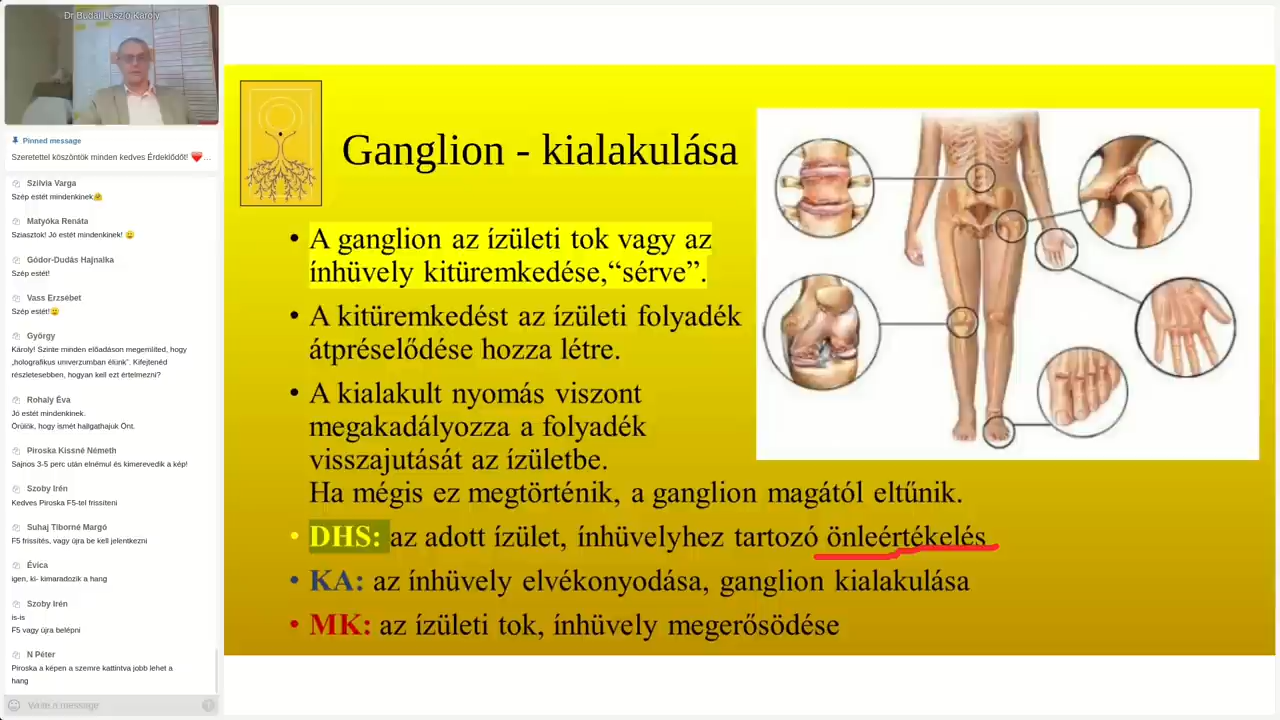 Dr Budai László Károly
Pinned message
Szeretettel köszöntök minden kedves Érdeklődőt! ❤️...
Szilvia Varga
Szép estét mindenkinek🤗
Matyóka Renáta
Sziasztok! Jó estét mindenkinek! 😀
Gódor-Dudás Hajnalka
Szép estét!
Vass Erzsébet
Szép estét!😀
György
Károly! Szinte minden előadáson megemlíted, hogy
„holografikus univerzumban élünk". Kifejtenéd
részletesebben, hogyan kell ezt értelmezni?
Rohaly Éva
Jó estét mindenkinek.
Örülök, hogy ismét hallgathajuk Önt.
Piroska Kissné Németh
Sajnos 3-5 perc után elnémul és kimerevedik a kép!
Szoby Irén
Kedves Piroska F5-tel frissíteni
Suhaj Tiborné Margó
F5 frissítés, vagy újra be kell jelentkezni
Évica
igen, ki- kimaradozik a hang
Szoby Irén
is-is
F5 vagy újra belépni
N Péter
Piroska a képen a szemre kattintva jobb lehet a
hang
Write a message
Ganglion - kialakulása
• A ganglion az ízületi tok vagy az
ínhüvely kitüremkedése,“sérve”.
• A kitüremkedést az ízületi folyadék
átpréselődése hozza létre.
• A kialakult nyomás viszont
megakadályozza a folyadék
visszajutását az ízületbe.
Ha mégis ez megtörténik, a ganglion magától eltűnik.
• DHS: az adott ízület, ínhüvelyhez tartozó önleértékelés
• KA: az ínhüvely elvékonyodása, ganglion kialakulása
• MK: az ízületi tok, ínhüvely megerősödése